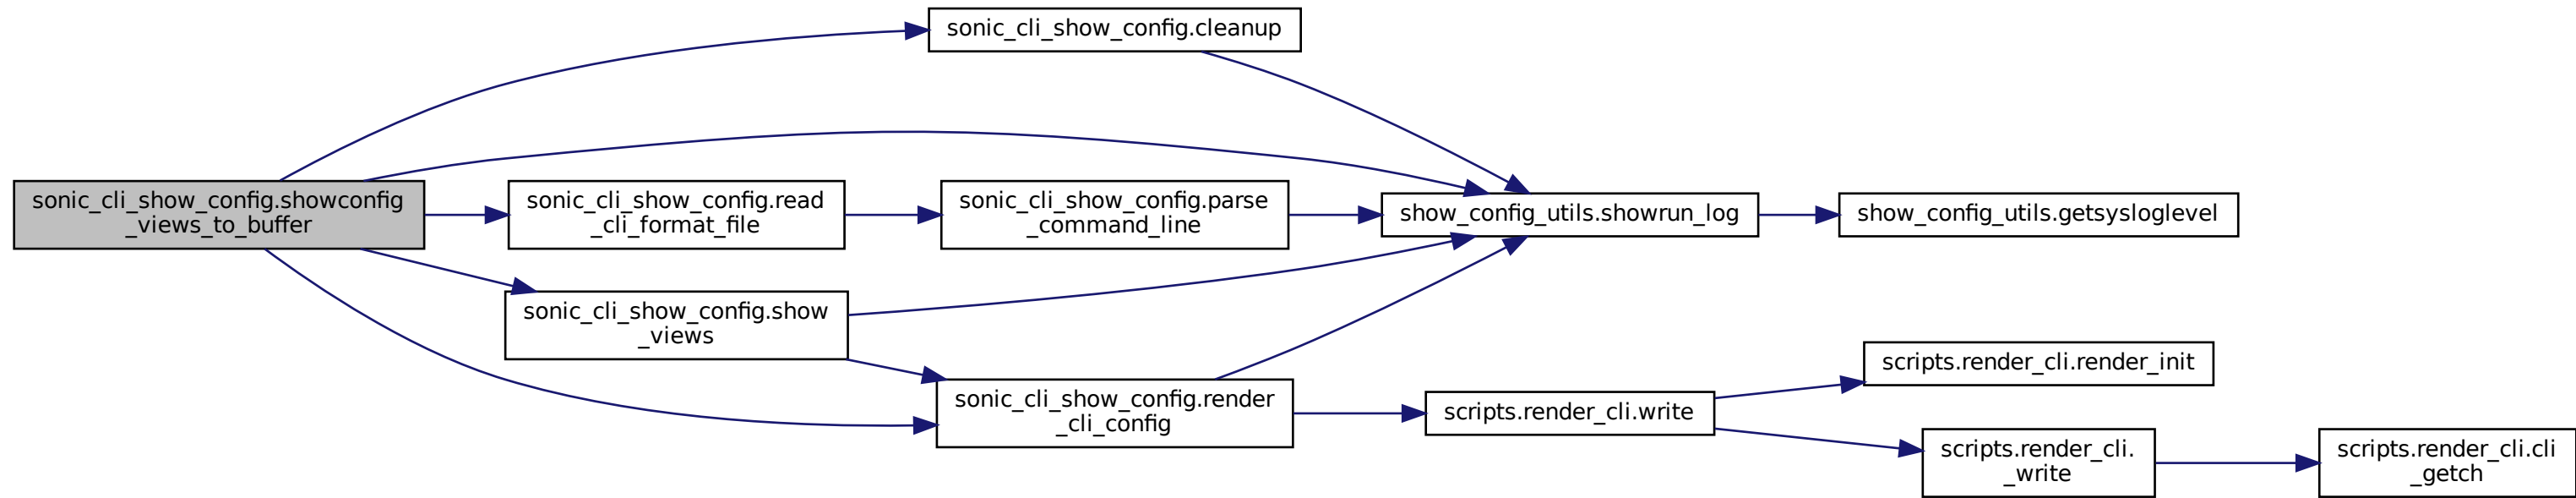 sonic_cli_show_config.cleanup
sonic_cli_show_config.showconfig
_views_to_buffer
sonic_cli_show_config.read
_cli_format_file
sonic_cli_show_config.parse
_command_line
show_config_utils.showrun_log
show_config_utils.getsysloglevel
sonic_cli_show_config.show
_views
sonic_cli_show_config.render
_cli_config
scripts.render_cli.write
scripts.render_cli.render_init
scripts.render_cli.
_write
scripts.render_cli.cli
_getch